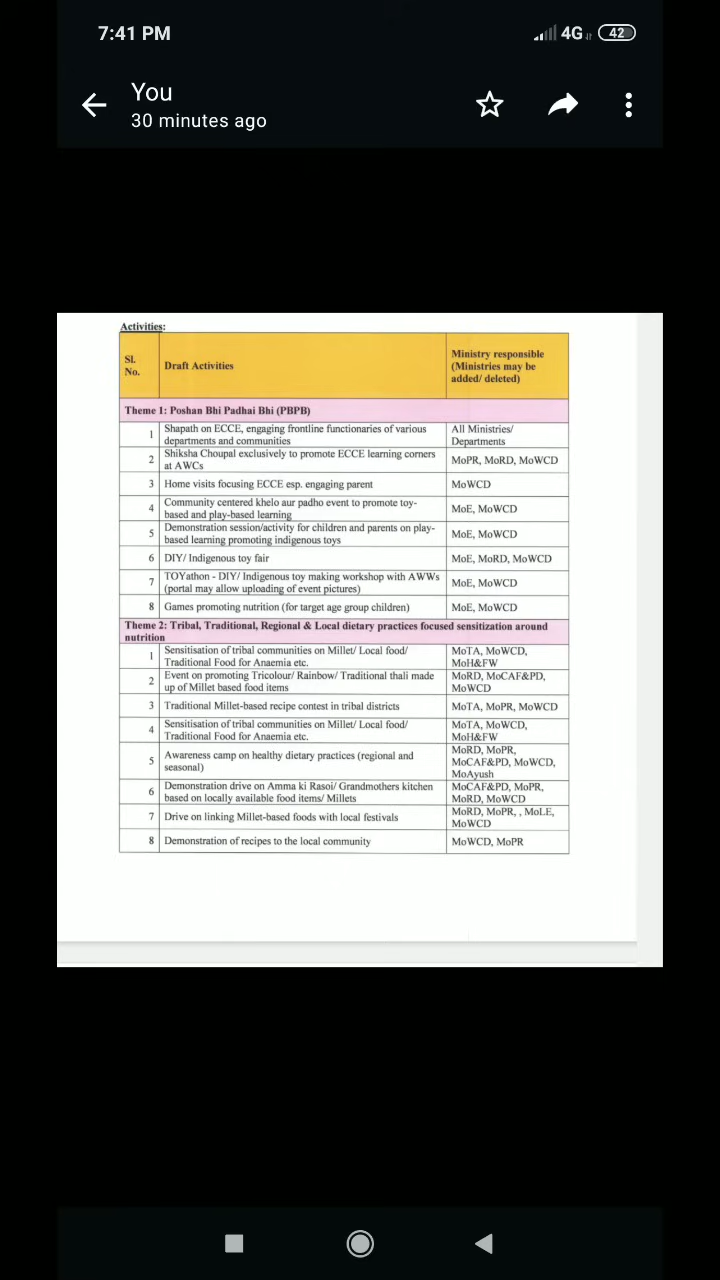 7:41 PM
4G
42
You
30 minutes ago
Activities:
Sl.
No.
Draft Activities
Ministry responsible
(Ministries may be
added/ deleted)
Theme 1: Poshan Bhi Padhai Bhi (PBPB)
1 Shapath on ECCE, engaging frontline functionaries of various
departments and communities
All Ministries/
Departments
2 Shiksha Choupal exclusively to promote ECCE learning corners
at AWCs
MoPR, MoRD, MoWCD
3 Home visits focusing ECCE esp. engaging parent MoWCD
4 Community centered khelo aur padho event to promote toy-
based and play-based learning
MoE, MoWCD
5 Demonstration session/activity for children and parents on play-
based learning promoting indigenous toys
MoE, MoWCD
6 DIY/ Indigenous toy fair MoE, MoRD, MoWCD
7 TOYathon - DIY/ Indigenous toy making workshop with AWWs
(portal may allow uploading of event pictures)
MoE, MoWCD
8 Games promoting nutrition (for target age group children) MoE, MoWCD
Theme 2: Tribal, Traditional, Regional & Local dietary practices focused sensitization around
nutrition
1 Sensitisation of tribal communities on Millet/ Local food/
Traditional Food for Anaemia etc.
MoTA, MoWCD,
MoH&FW
2 Event on promoting Tricolour/ Rainbow/ Traditional thali made
up of Millet based food items
MoRD, MoCAF&PD,
MoWCD
3 Traditional Millet-based recipe contest in tribal districts MoTA, MoPR, MoWCD
4 Sensitisation of tribal communities on Millet/ Local food/
Traditional Food for Anaemia etc.
MoTA, MoWCD,
MoH&FW
5 Awareness camp on healthy dietary practices (regional and
seasonal)
MoRD, MoPR,
MoCAF&PD, MoWCD,
MoAyush
6 Demonstration drive on Amma ki Rasoi/ Grandmothers kitchen
based on locally available food items/ Millets
MoCAF&PD, MoPR,
MoRD, MoWCD
7 Drive on linking Millet-based foods with local festivals
MoRD, MoPR, , MoLE,
MoWCD
8 Demonstration of recipes to the local community MoWCD, MoPR